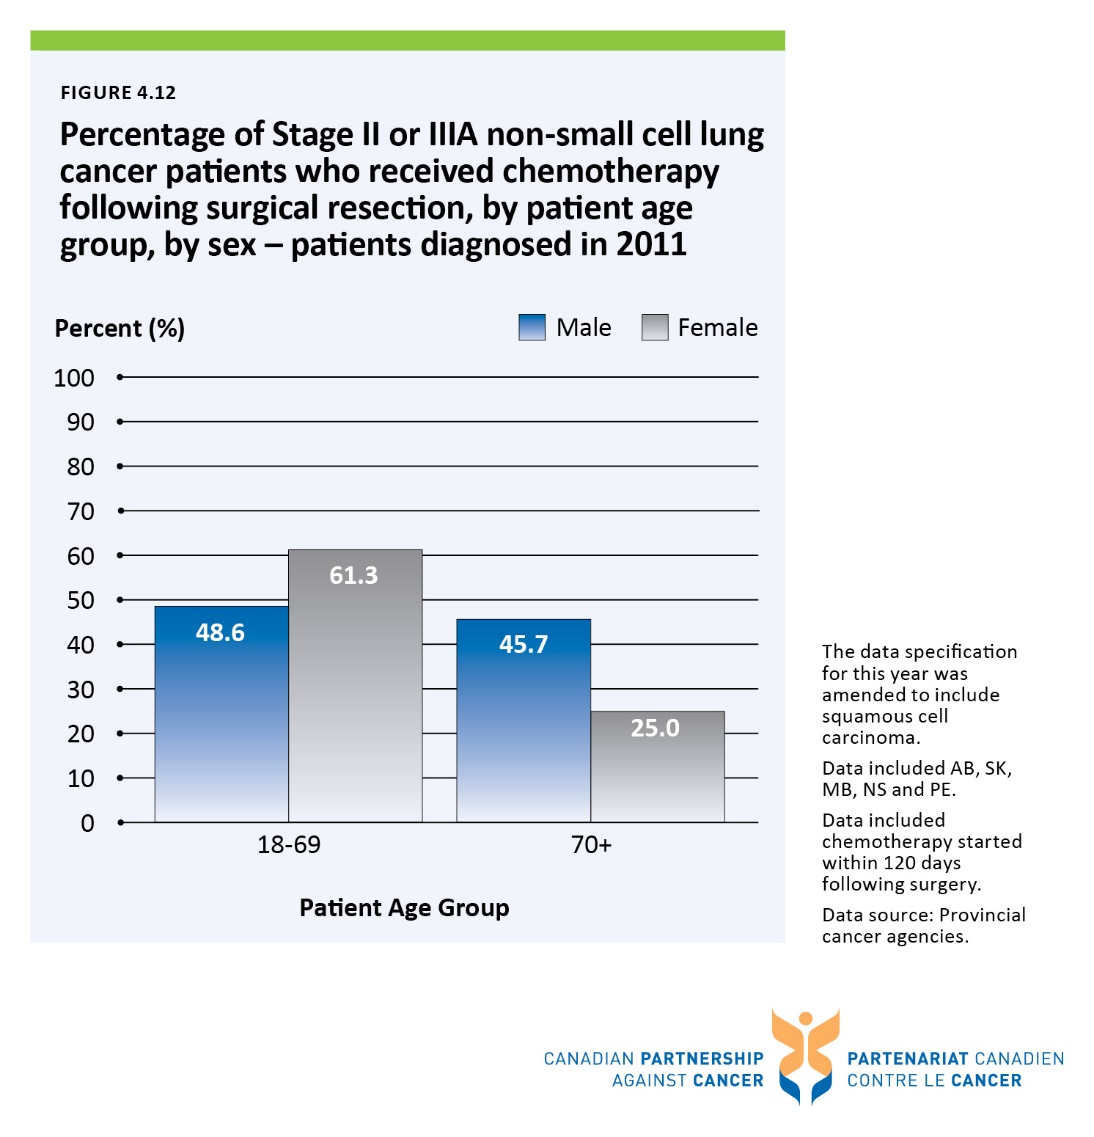 FIGURE 4.12
Percentage of Stage II or IIIA non-small cell lung
cancer patients who received chemotherapy
following surgical resection, by patient age
group, by sex – patients diagnosed in 2011
Percent (%)
Male
Female
100
90
80
70
60
50
40
30
20
10
0
48.6
61.3
45.7
25.0
18-69
70+
Patient Age Group
The data specification
for this year was
amended to include
squamous cell
carcinoma.
Data included AB, SK,
MB, NS and PE.
Data included
chemotherapy started
within 120 days
following surgery.
Data source: Provincial
cancer agencies.
CANADIAN PARTNERSHIP
AGAINST CANCER
PARTENARIAT CANADIEN
CONTRE LE CANCER